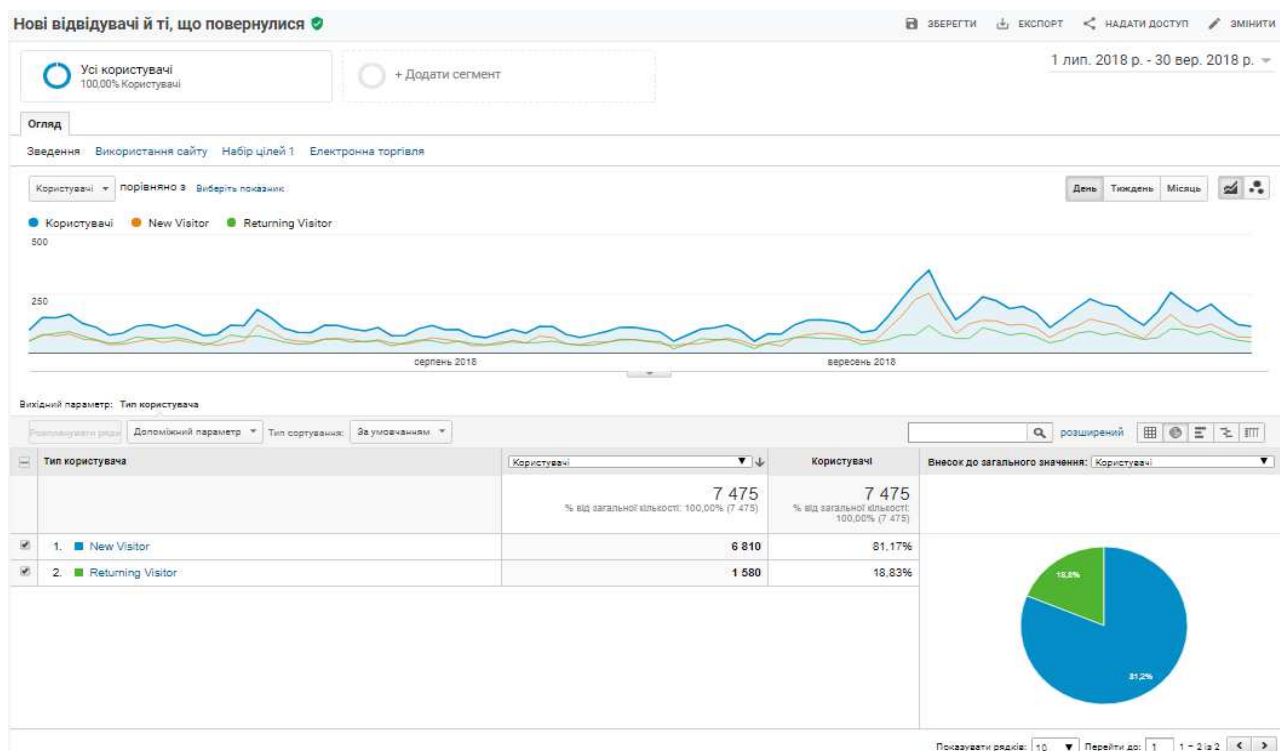 Нові відвідувачі й ті, що повернулися
ЗБЕРЕГТИ ЕКСПОРТ НАДАТИ ДОСТУП ЗМІНИТИ
1 лип. 2018 р. - 30 вер. 2018 р.
Усі користувачі
100,00% Користувачі
+ Додати сегмент
Огляд
Зведення Використання сайту Набір цілей 1 Електронна торгівля
Користувачі порівняно з Виберіть показник
День Тиждень Місяць
Користувачі New Visitor Returning Visitor
500
250
серпень 2018 вересень 2018
Вихідний параметр: Тип користувача
Розпланувати ряди Допоміжний параметр Тип сортування: За умовчанням
розширений
Тип користувача Користувачі Користувачі Внесок до загального значення: Користувачі
7 475 7 475
% від загальної кількості: 100,00% (7 475) % від загальної кількості:
100,00% (7 475)
1. New Visitor 6 810 81,17%
2. Returning Visitor 1 580 18,83%
18,8%
81,2%
Показувати рядків: 10 Перейти до: 1 1 – 2 із 2